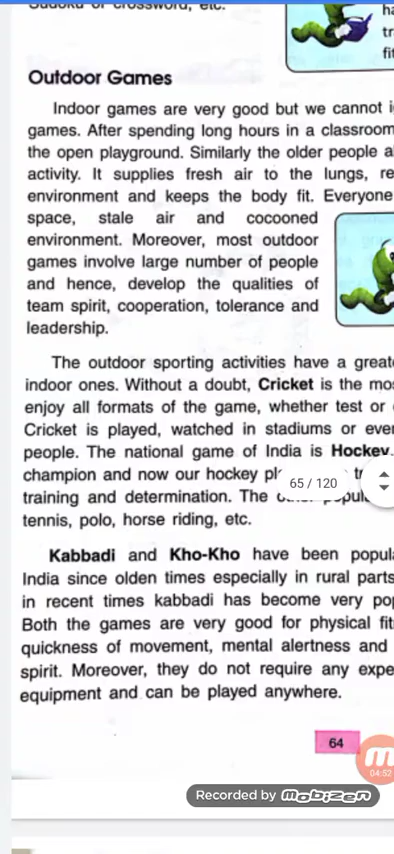 Sudoku or crossword, etc.
fit
Outdoor Games
Indoor games are very good but we cannot
games. After spending long hours in a classroom
the open playground. Similarly the older people
activity. It supplies fresh air to the lungs,
environment and keeps the body fit. Everyone
space, stale air and cocooned
environment. Moreover, most outdoor
games involve large number of people
and hence, develop the qualities of
team spirit, cooperation, tolerance and
leadership.
The outdoor sporting activities have a
indoor ones. Without a doubt, Cricket is the
enjoy all formats of the game, whether test or
Cricket is played, watched in stadiums or
people. The national game of India is Hockey.
champion and now our hockey
65 / 120
training and determination. The
tennis, polo, horse riding, etc.
Kabbadi and Kho-Kho have been
India since olden times especially in rural parts
in recent times kabbadi has become very
Both the games are very good for physical
quickness of movement, mental alertness and
spirit. Moreover, they do not require any
equipment and can be played anywhere.
64
m
04:52
Recorded by Mobizen